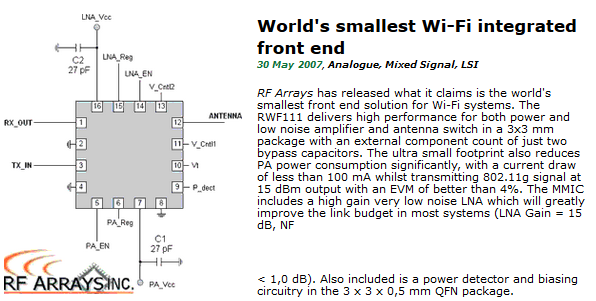 LNA_Vcc
C2
27 pF
LNA_Reg
LNA_EN
V_Cntl2
16
15
14
13
RX_OUT
1
12
ANTENNA
2
11
V_Cntl1
TX_IN
3
10
Vt
4
9
P_dect
5
6
7
8
PA_Reg
PA_EN
C1
27 pF
PA_Vcc
RF ARRAYS INC.
World's smallest Wi-Fi integrated
front end
30 May 2007, Analogue, Mixed Signal, LSI
RF Arrays has released what it claims is the world's
smallest front end solution for Wi-Fi systems. The
RWF111 delivers high performance for both power and
low noise amplifier and antenna switch in a 3x3 mm
package with an external component count of just two
bypass capacitors. The ultra small footprint also reduces
PA power consumption significantly, with a current draw
of less than 100 mA whilst transmitting 802.11g signal at
15 dBm output with an EVM of better than 4%. The MMIC
includes a high gain very low noise LNA which will greatly
improve the link budget in most systems (LNA Gain = 15
dB, NF
< 1,0 dB). Also included is a power detector and biasing
circuitry in the 3 x 3 x 0,5 mm QFN package.